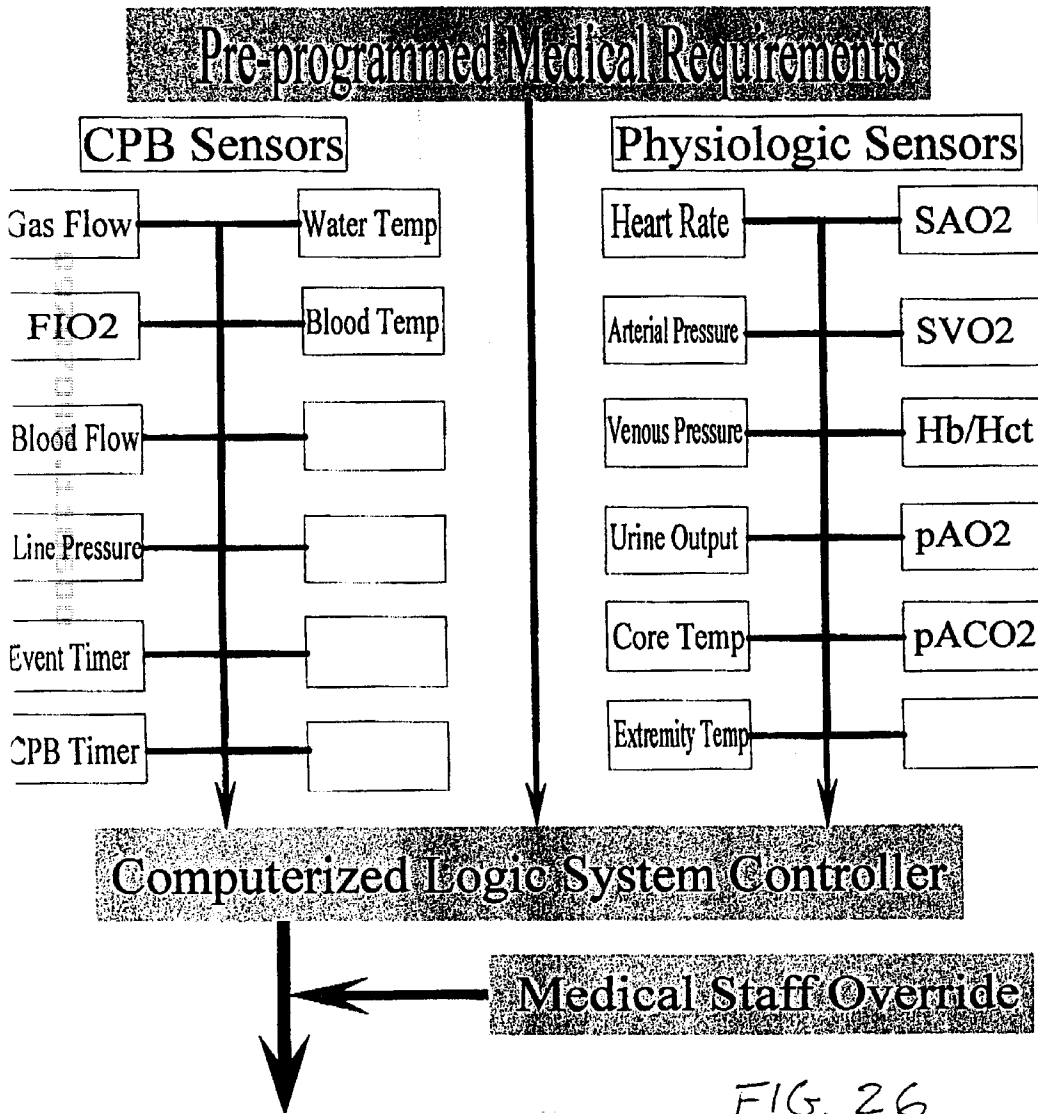 Pre-programmed Medical Requirements
CPB Sensors
Physiologic Sensors
Gas Flow
Water Temp
FIO2
Blood Temp
Blood Flow
Line Pressure
Event Timer
CPB Timer
Heart Rate
SAO2
Arterial Pressure
SVO2
Venous Pressure
Hb/Hct
Urine Output
pAO2
Core Temp
pACO2
Extremity Temp
Computerized Logic System Controller
Medical Staff Override
FIG. 26